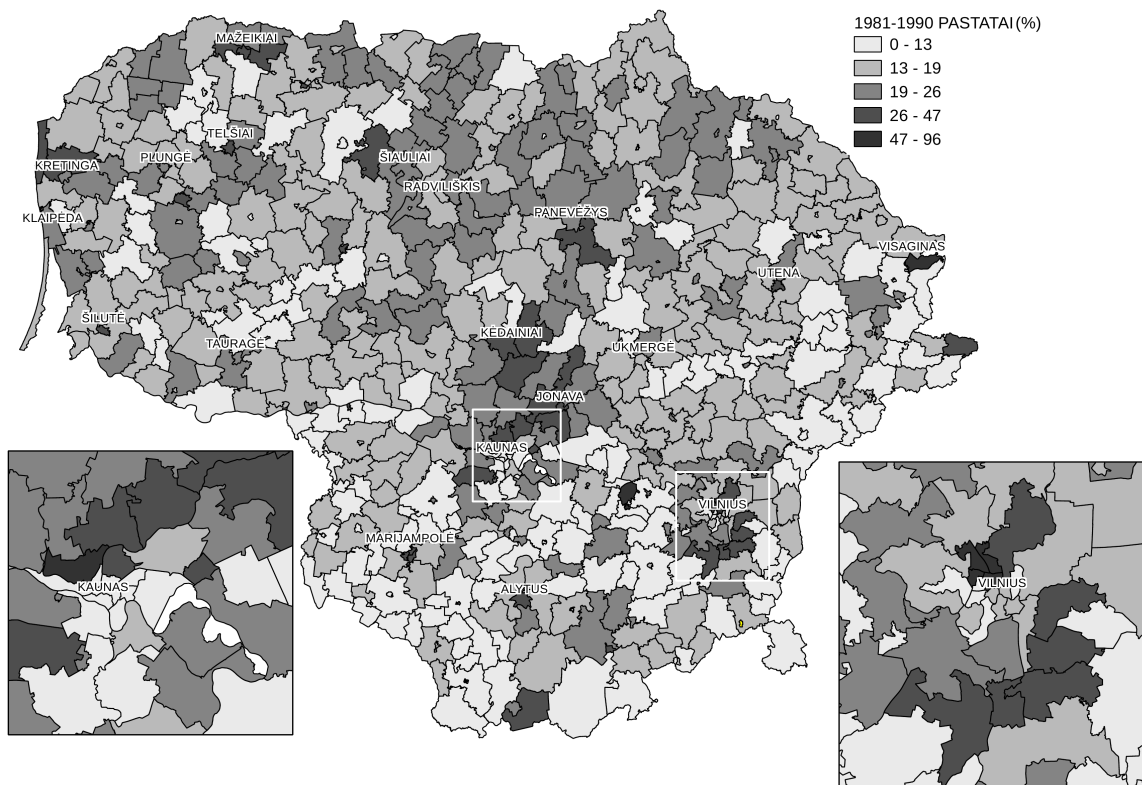 1981-1990 PASTATAI (%)
0 - 13
13 - 19
19 - 26
26 - 47
47 - 96
MAŽEIKIAI
TELŠIAI
KRETINGA
PLUNGĖ
ŠIAULIAI
RADVILIŠKIS
KLAIPĖDA
PANEVĖŽYS
VISAGINAS
UTENA
ŠILUTĖ
TAURAGĖ
KĖDAINIAI
UKMERGĖ
JONAVA
KAUNAS
VILNIUS
MARIJAMPOLĖ
ALYTUS
KAUNAS
VILNIUS